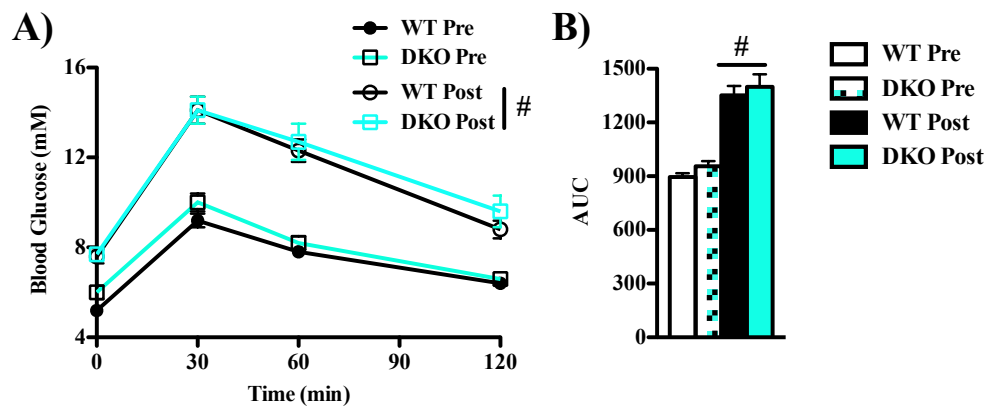 A)
WT Pre
DKO Pre
WT Post
DKO Post
#
Blood Glucose (mM)
16
12
8
4
0
30
60
90
120
Time (min)
B)
#
WT Pre
DKO Pre
WT Post
DKO Post
AUC
1500
1200
900
600
300
0